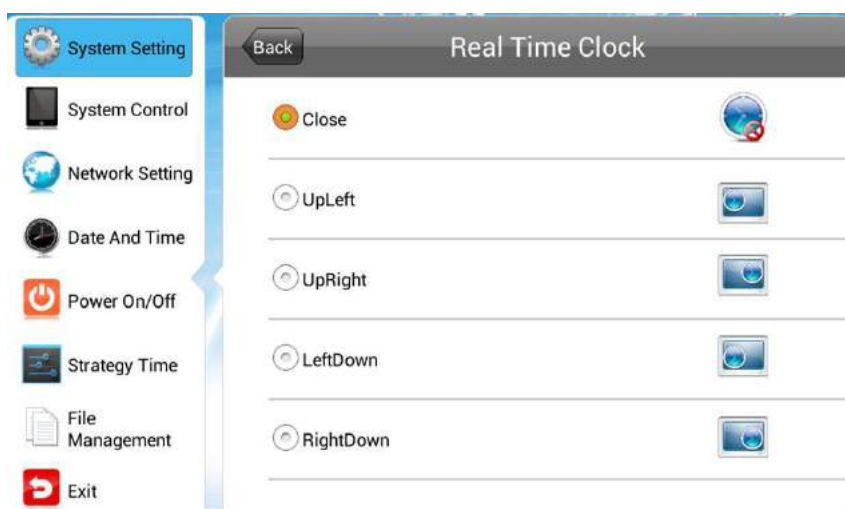 System Setting
System Control
Network Setting
Date And Time
Power On/Off
Strategy Time
File
Management
Exit
Back
Real Time Clock
Close
UpLeft
UpRight
LeftDown
RightDown